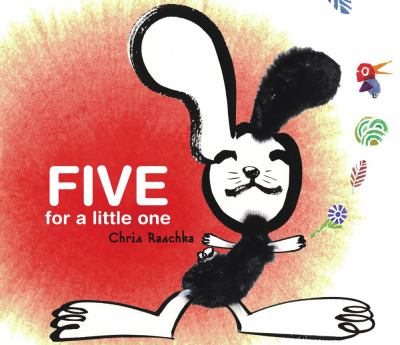 FIVE
for a little one
Chris Raschka